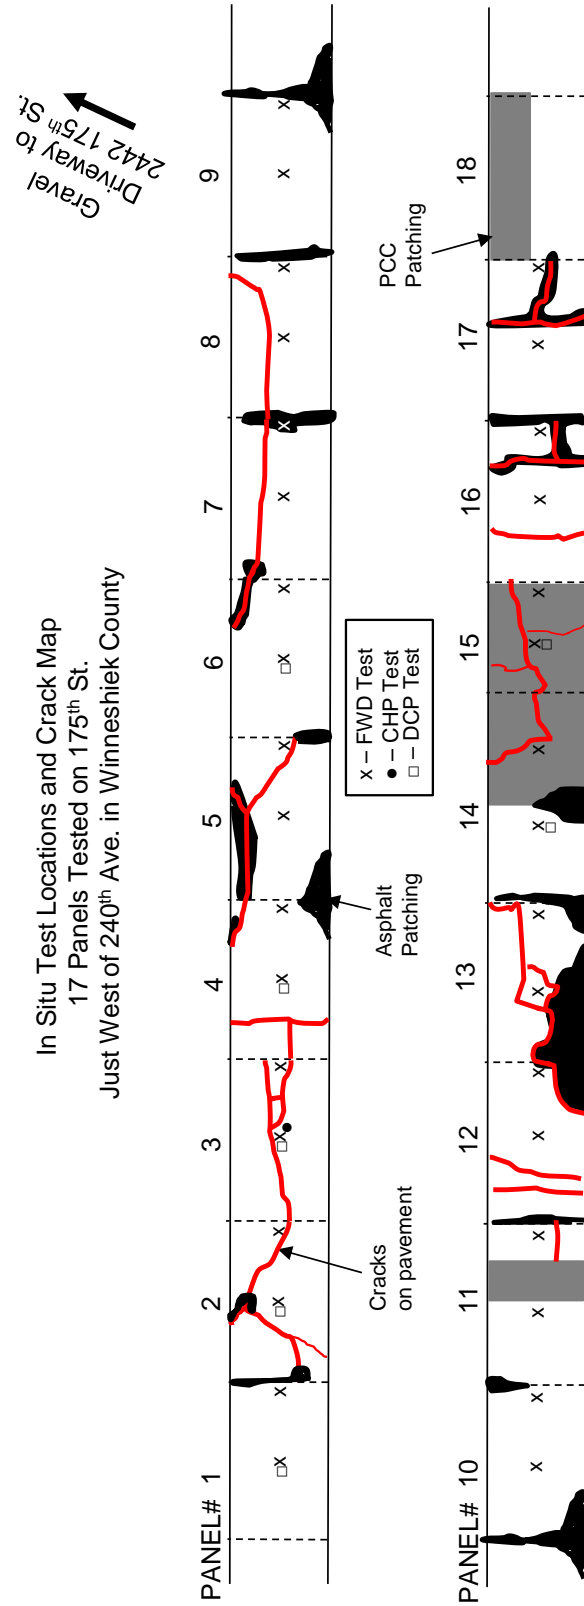 In Situ Test Locations and Crack Map
17 Panels Tested on 175th St.
Just West of 240th Ave. in Winneshiek County
Gravel
Driveway to
2442 175th St.
PANEL# 1 2 3 4 5 6 7 8 9
Cracks
on pavement
Asphalt
Patching
x – FWD Test
● – CHP Test
□ – DCP Test
PCC
Patching
PANEL# 10 11 12 13 14 15 16 17 18